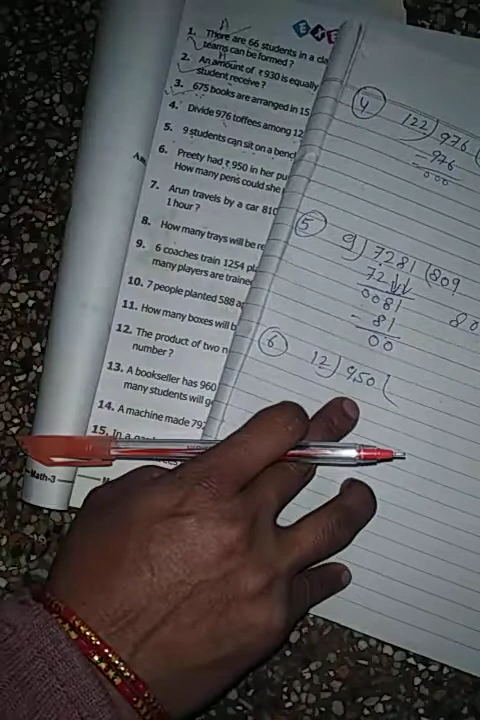 EXE
1. There are 66 students in a cla
teams can be formed ?
2. An amount of ₹ 930 is equally
student receive ?
3. 675 books are arranged in 15
4. Divide 976 toffees among 12
5. 9 students can sit on a bench
6. Preety had ₹ 950 in her pu
How many pens could she
7. Arun travels by a car 810
1 hour ?
8. How many trays will be re
9. 6 coaches train 1254 pl
many players are trained
10. 7 people planted 588 a
11. How many boxes will b
12. The product of two n
number ?
13. A bookseller has 960
many students will g
14. A machine made 792
15. In a
Math-3
4 122) 976 (
- 976
000
5 9) 7281 (809
72
0081
- 81
00
80
6 12) 950 (